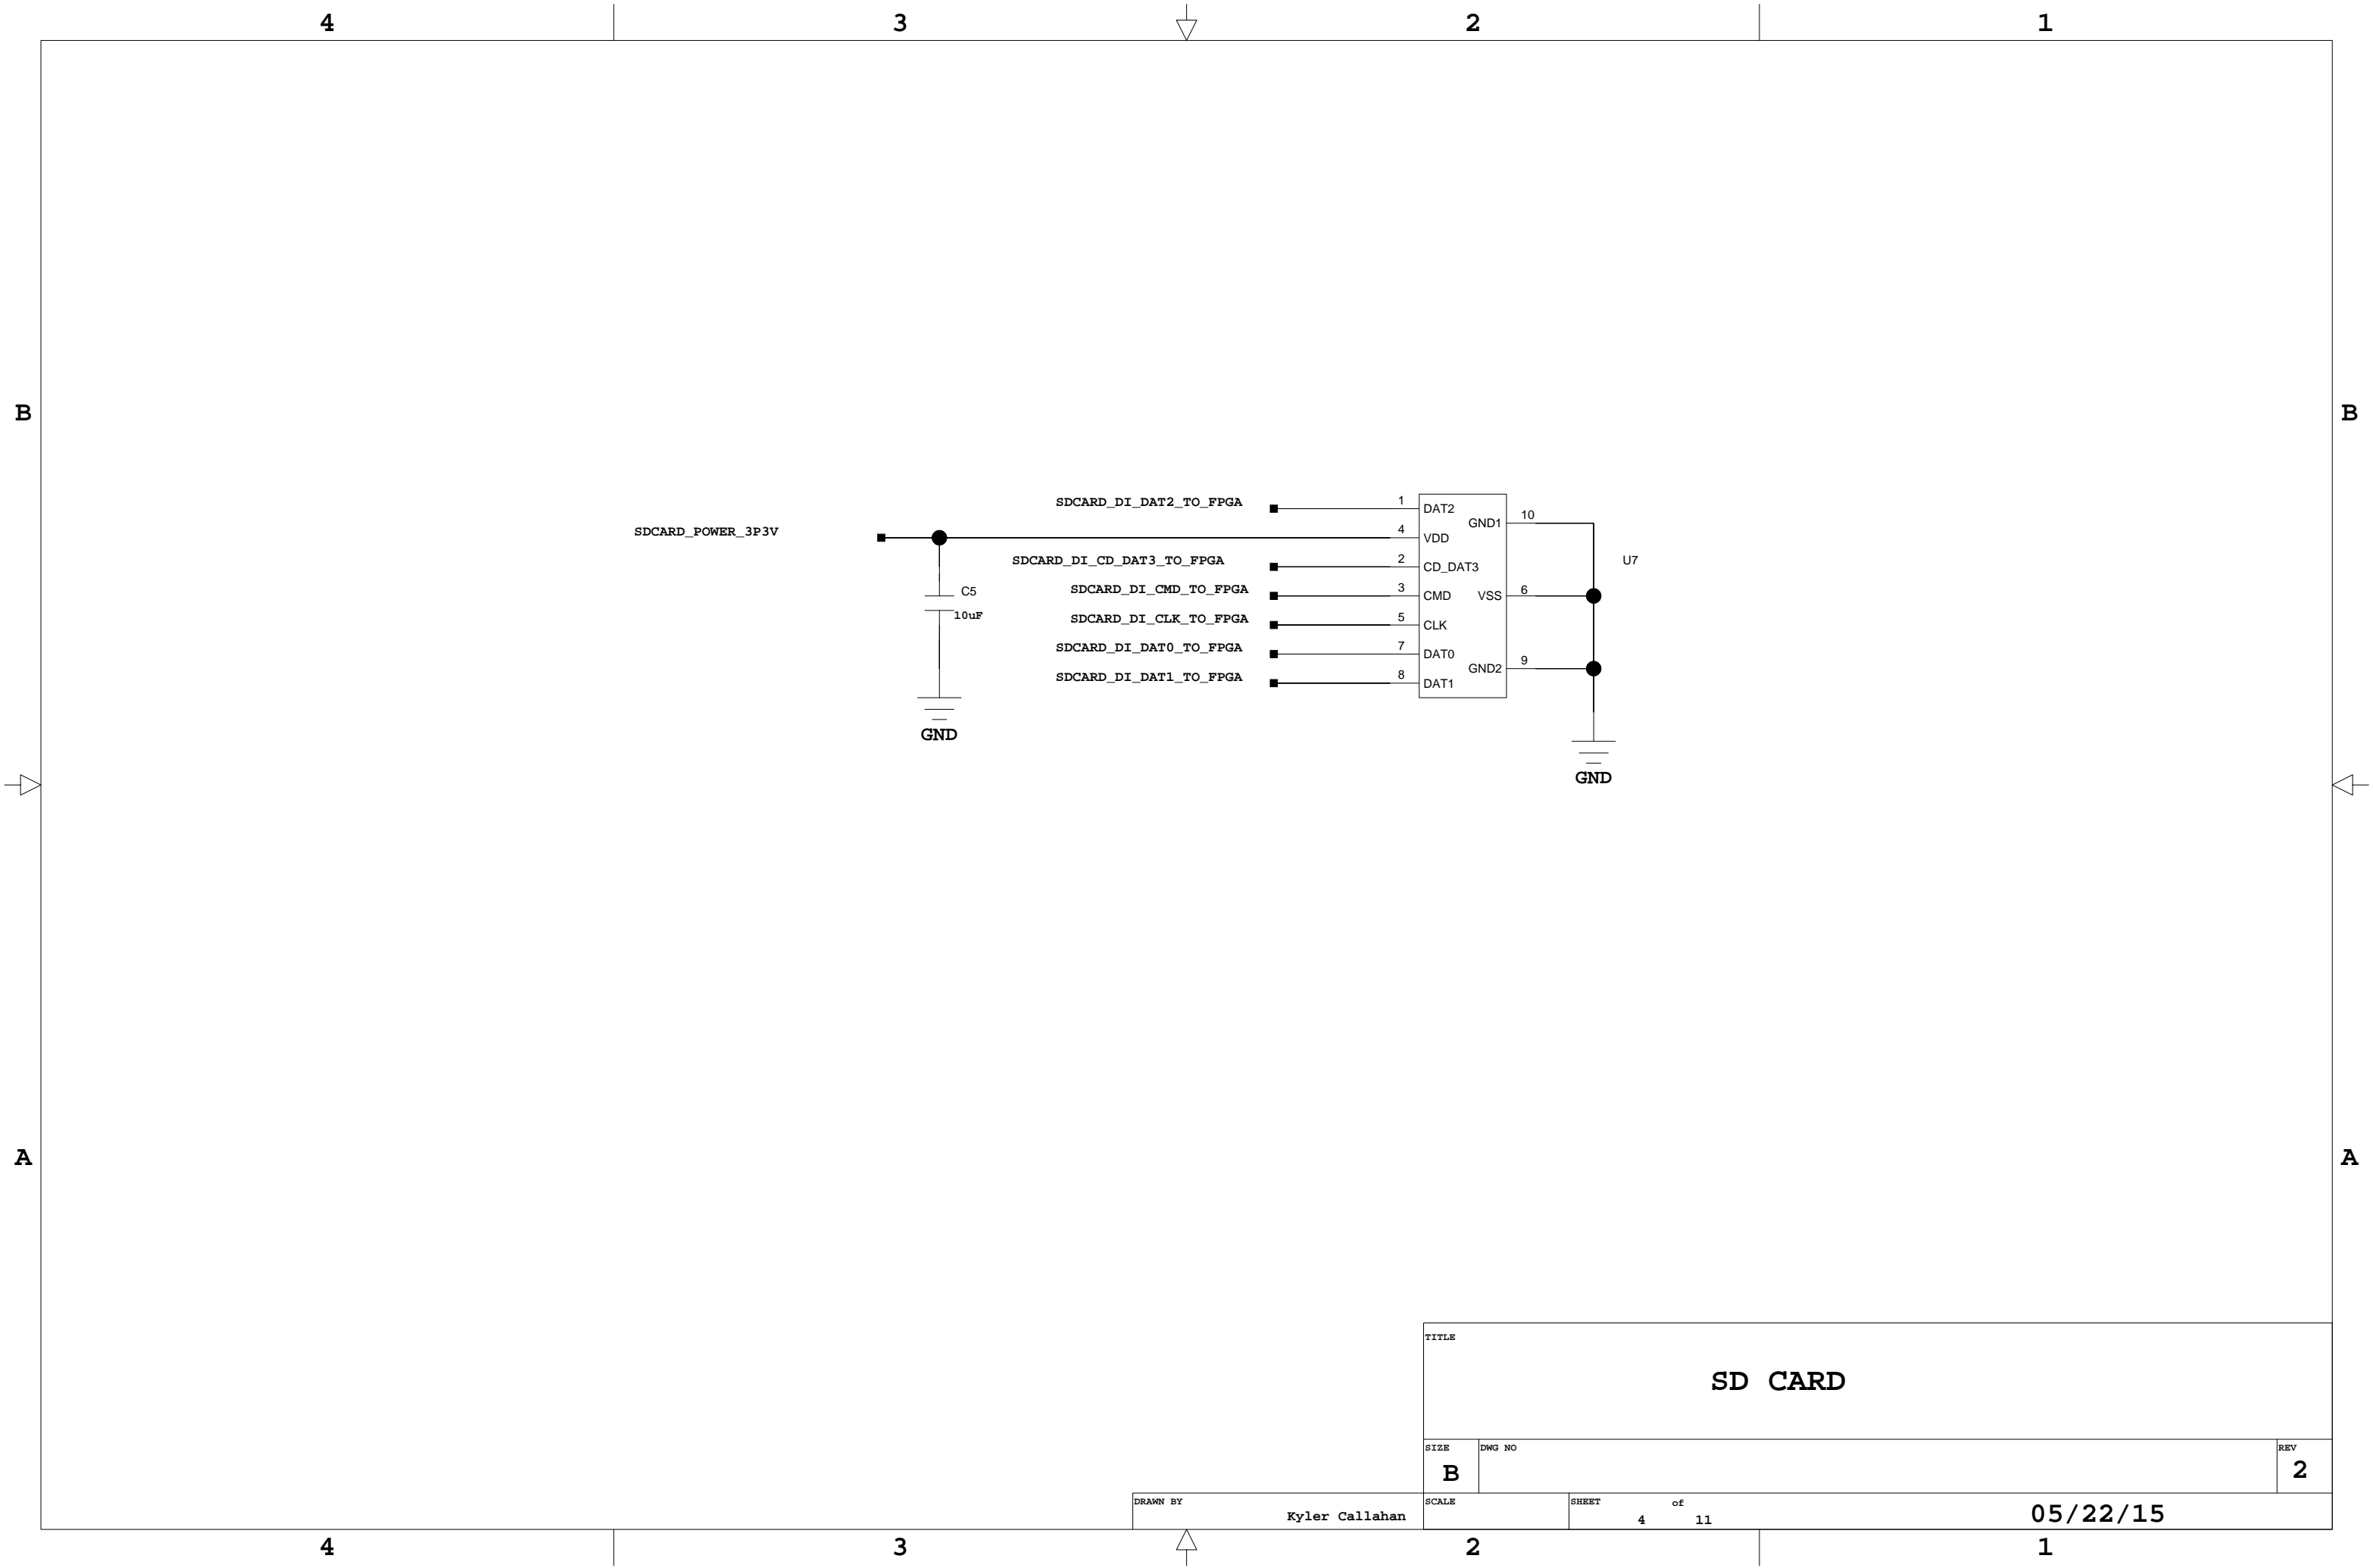 4 3 2 1
B B
SDCARD_DI_DAT2_TO_FPGA 1 DAT2
GND1 10
SDCARD_POWER_3P3V 4 VDD
SDCARD_DI_CD_DAT3_TO_FPGA 2 CD_DAT3 U7
SDCARD_DI_CMD_TO_FPGA 3 CMD VSS 6
C5
10uF
SDCARD_DI_CLK_TO_FPGA 5 CLK
SDCARD_DI_DAT0_TO_FPGA 7 DAT0
GND2 9
SDCARD_DI_DAT1_TO_FPGA 8 DAT1
GND
GND
A A
TITLE
SD CARD
SIZE DWG NO REV
B 2
DRAWN BY SCALE SHEET of
Kyler Callahan 4 11 05/22/15
4 3 2 1